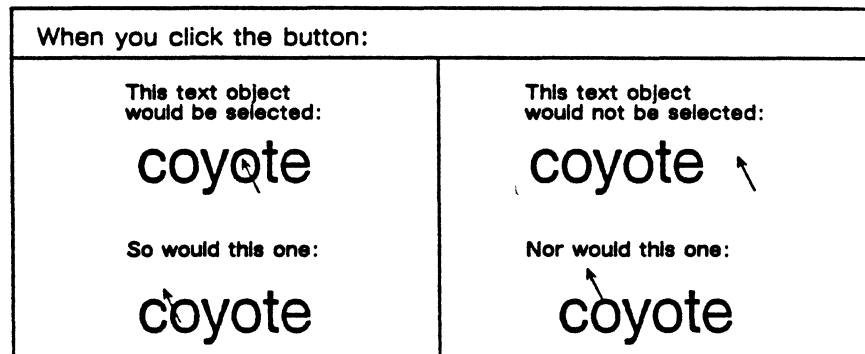 When you click the button:
This text object
would be selected:
coyote
So would this one:
coyote
This text object
would not be selected:
coyote
Nor would this one:
coyote